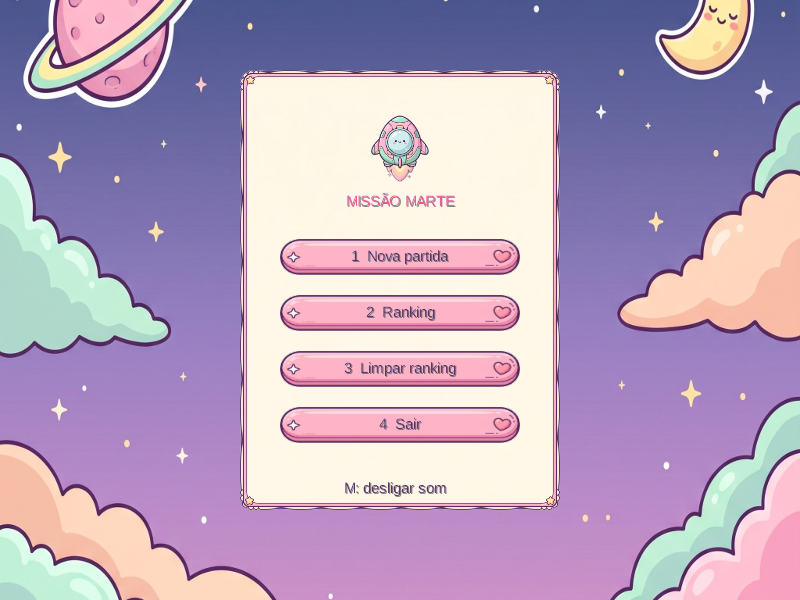 MISSÃO MARTE
1 Nova partida
2 Ranking
3 Limpar ranking
4 Sair
M: desligar som